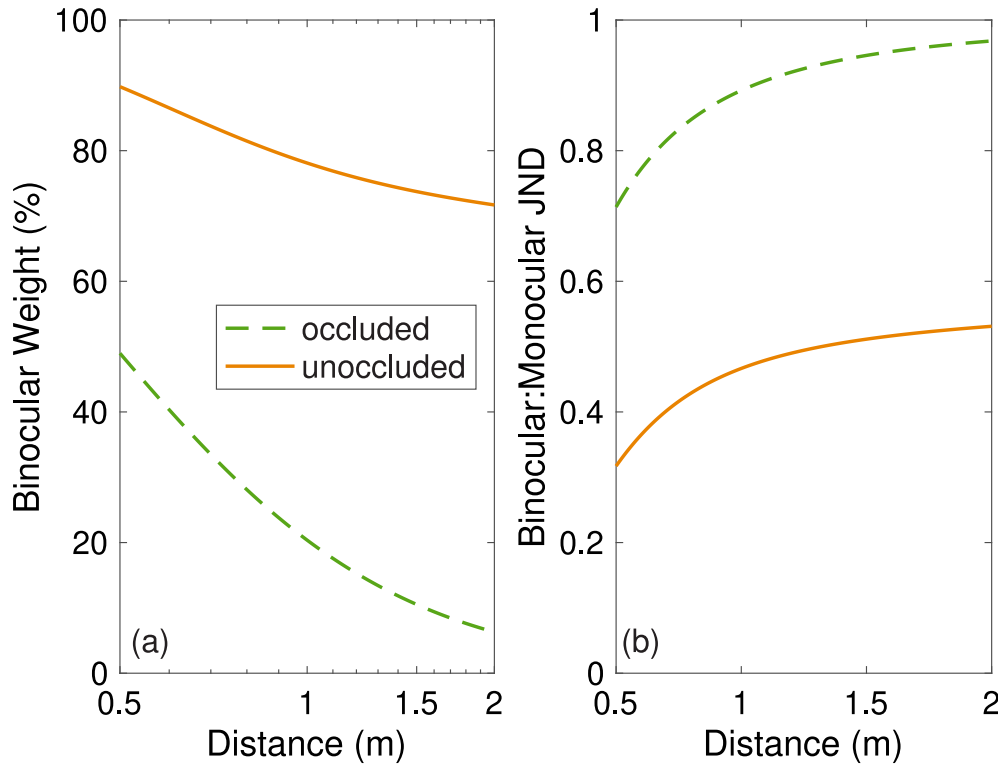 100
80
60
40
20
0
Binocular Weight (%)
occluded
unoccluded
(a)
0.5
1
1.5
2
Distance (m)
1
0.8
0.6
0.4
0.2
0
Binocular:Monocular JND
(b)
0.5
1
1.5
2
Distance (m)